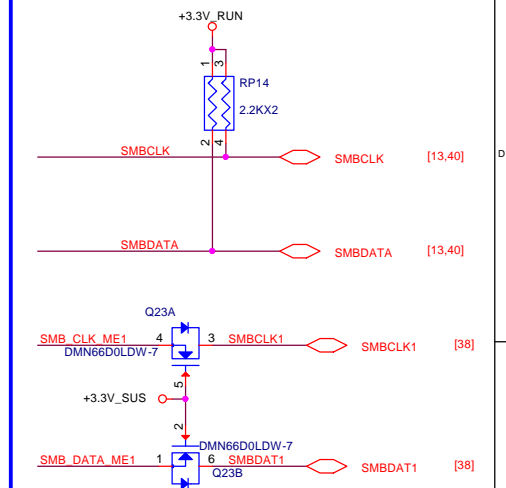 +3.3V_RUN
1 3
RP14
2.2KX2
2 4
SMBCLK SMBCLK [13,40]
D
SMBDATA SMBDATA [13,40]
Q23A
SMB_CLK_ME1 4 3 SMBCLK1 SMBCLK1 [38]
DMN66D0LDW-7
5
+3.3V_SUS
2
DMN66D0LDW-7
SMB_DATA_ME1 1 6 SMBDAT1 SMBDAT1 [38]
Q23B